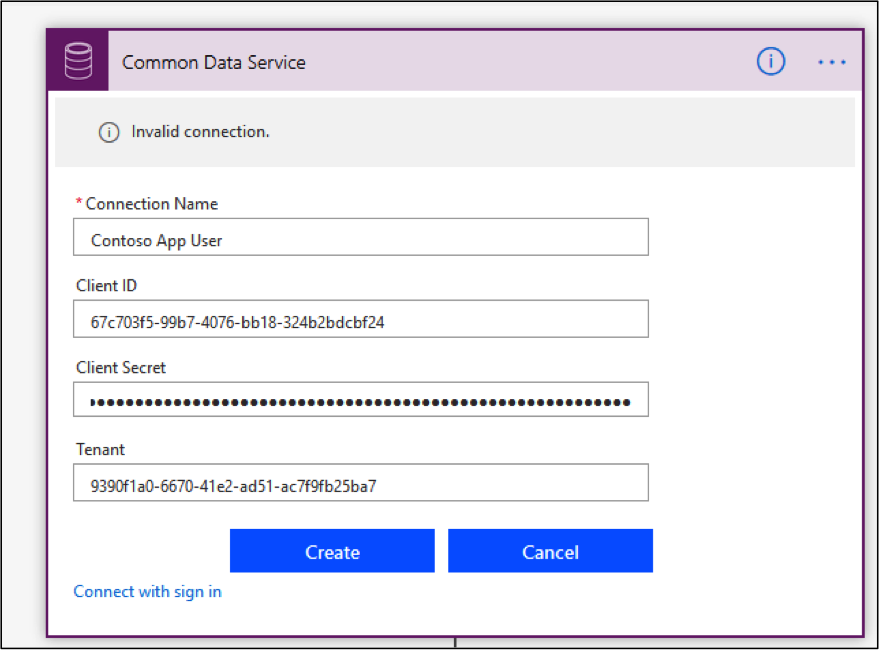 Common Data Service
Invalid connection.
* Connection Name
Contoso App User
Client ID
67c703f5-99b7-4076-bb18-324b2bdcbf24
Client Secret
Tenant
9390f1a0-6670-41e2-ad51-ac7f9fb25ba7
Create Cancel
Connect with sign in